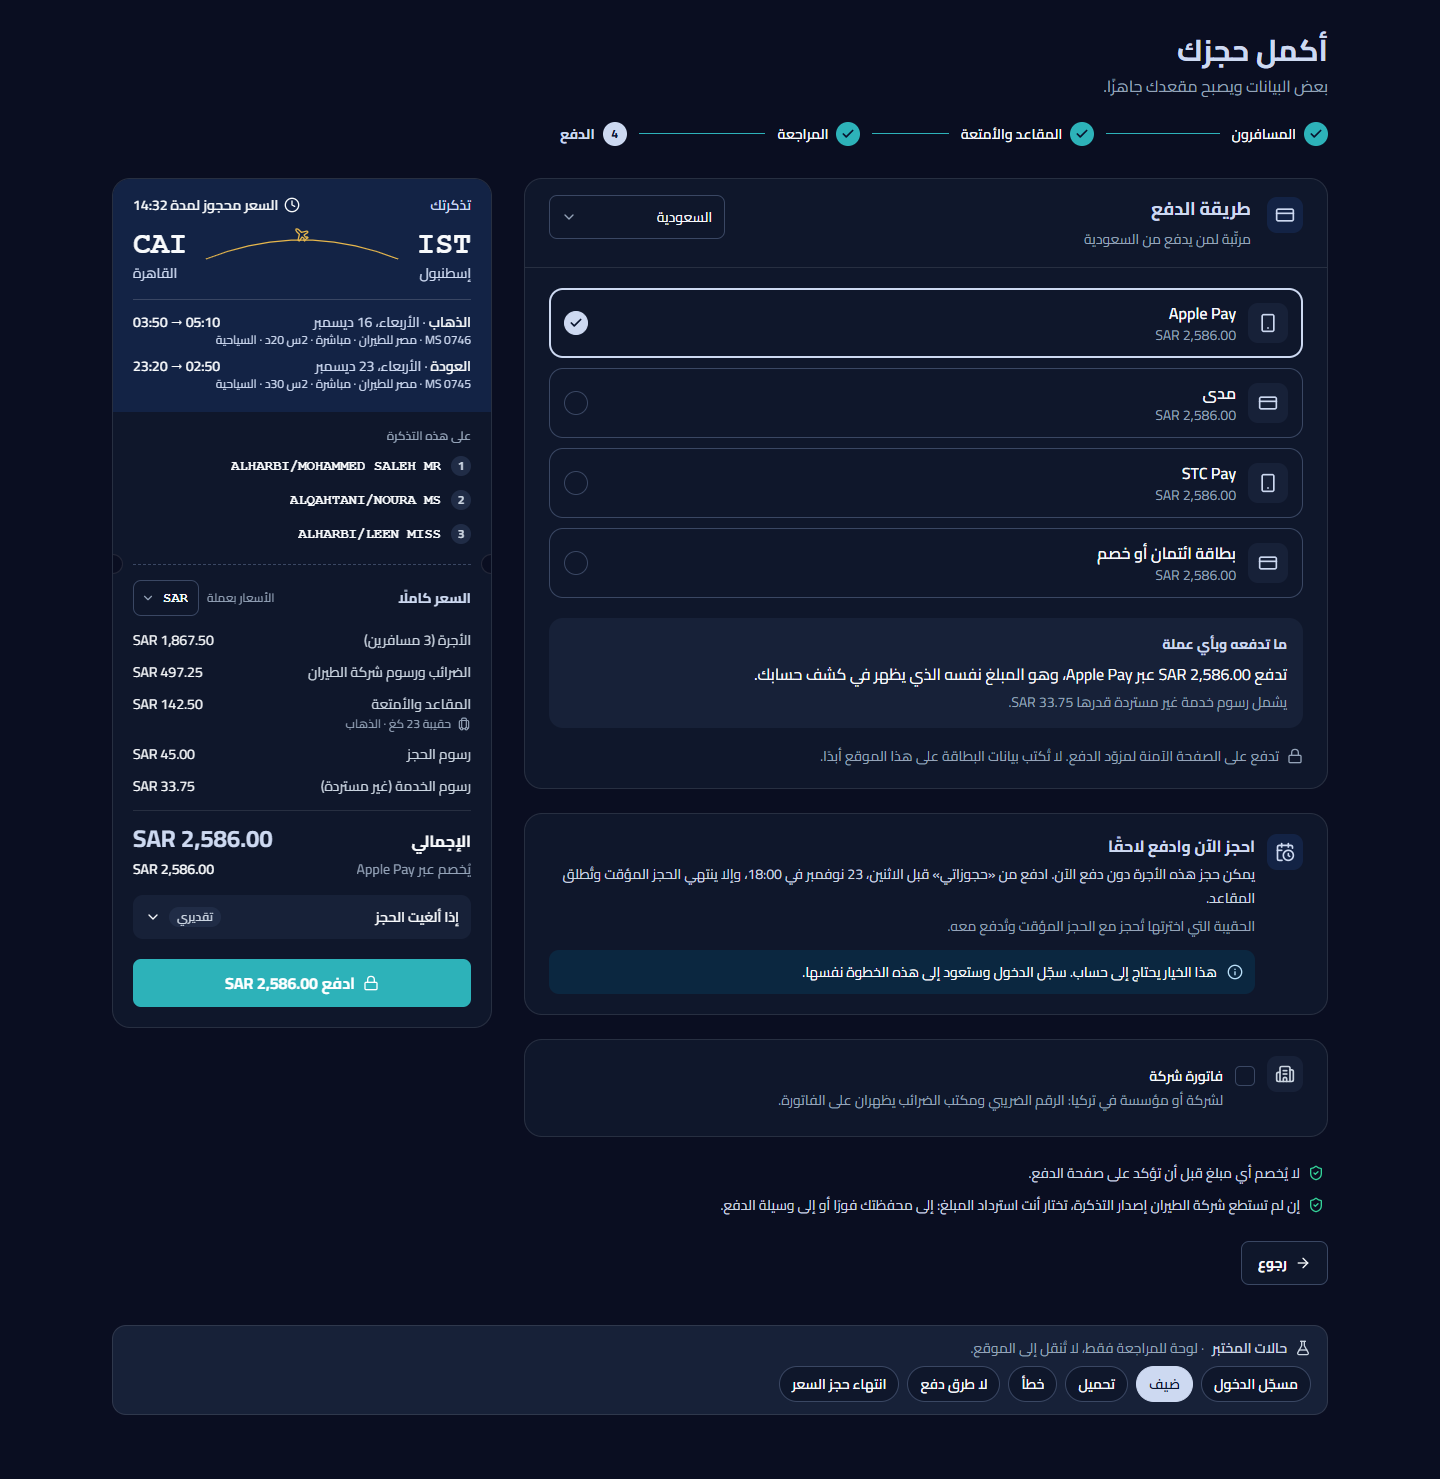 أكمل حجزك
بعض البيانات ويصبح مقعدك جاهزًا.
المسافرون
المقاعد والأمتعة
المراجعة
4 الدفع
طريقة الدفع
مرتّبة لمن يدفع من السعودية
السعودية
Apple Pay
SAR 2,586.00
مدى
SAR 2,586.00
STC Pay
SAR 2,586.00
بطاقة ائتمان أو خصم
SAR 2,586.00
ما تدفعه وبأي عملة
تدفع SAR 2,586.00 عبر Apple Pay، وهو المبلغ نفسه الذي يظهر في كشف حسابك.
يشمل رسوم خدمة غير مستردة قدرها SAR 33.75.
تدفع على الصفحة الآمنة لمزوّد الدفع. لا تُكتب بيانات البطاقة على هذا الموقع أبدًا.
احجز الآن وادفع لاحقًا
يمكن حجز هذه الأجرة دون دفع الآن. ادفع من «حجوزاتي» قبل الاثنين، 23 نوفمبر في 18:00، وإلا ينتهي الحجز المؤقت وتُطلق
المقاعد.
الحقيبة التي اخترتها تُحجز مع الحجز المؤقت وتُدفع معه.
هذا الخيار يحتاج إلى حساب. سجّل الدخول وستعود إلى هذه الخطوة نفسها.
فاتورة شركة
لشركة أو مؤسسة في تركيا: الرقم الضريبي ومكتب الضرائب يظهران على الفاتورة.
لا يُخصم أي مبلغ قبل أن تؤكد على صفحة الدفع.
إن لم تستطع شركة الطيران إصدار التذكرة، تختار أنت استرداد المبلغ: إلى محفظتك فورًا أو إلى وسيلة الدفع.
رجوع
تذكرتك
السعر محجوز لمدة 14:32
IST
CAI
إسطنبول
القاهرة
الذهاب · الأربعاء، 16 ديسمبر
03:50 → 05:10
MS 0746 · مصر للطيران · مباشرة · 2س 20د · السياحية
العودة · الأربعاء، 23 ديسمبر
23:20 → 02:50
MS 0745 · مصر للطيران · مباشرة · 2س 30د · السياحية
على هذه التذكرة
1 ALHARBI/MOHAMMED SALEH MR
2 ALQAHTANI/NOURA MS
3 ALHARBI/LEEN MISS
السعر كاملًا
الأسعار بعملة
SAR
الأجرة (3 مسافرين)
SAR 1,867.50
الضرائب ورسوم شركة الطيران
SAR 497.25
المقاعد والأمتعة
SAR 142.50
حقيبة 23 كغ · الذهاب
رسوم الحجز
SAR 45.00
رسوم الخدمة (غير مستردة)
SAR 33.75
الإجمالي
SAR 2,586.00
يُخصم عبر Apple Pay
SAR 2,586.00
إذا ألغيت الحجز
تقديري
ادفع SAR 2,586.00
حالات المختبر · لوحة للمراجعة فقط، لا تُنقل إلى الموقع.
مسجّل الدخول
ضيف
تحميل
خطأ
لا طرق دفع
انتهاء حجز السعر